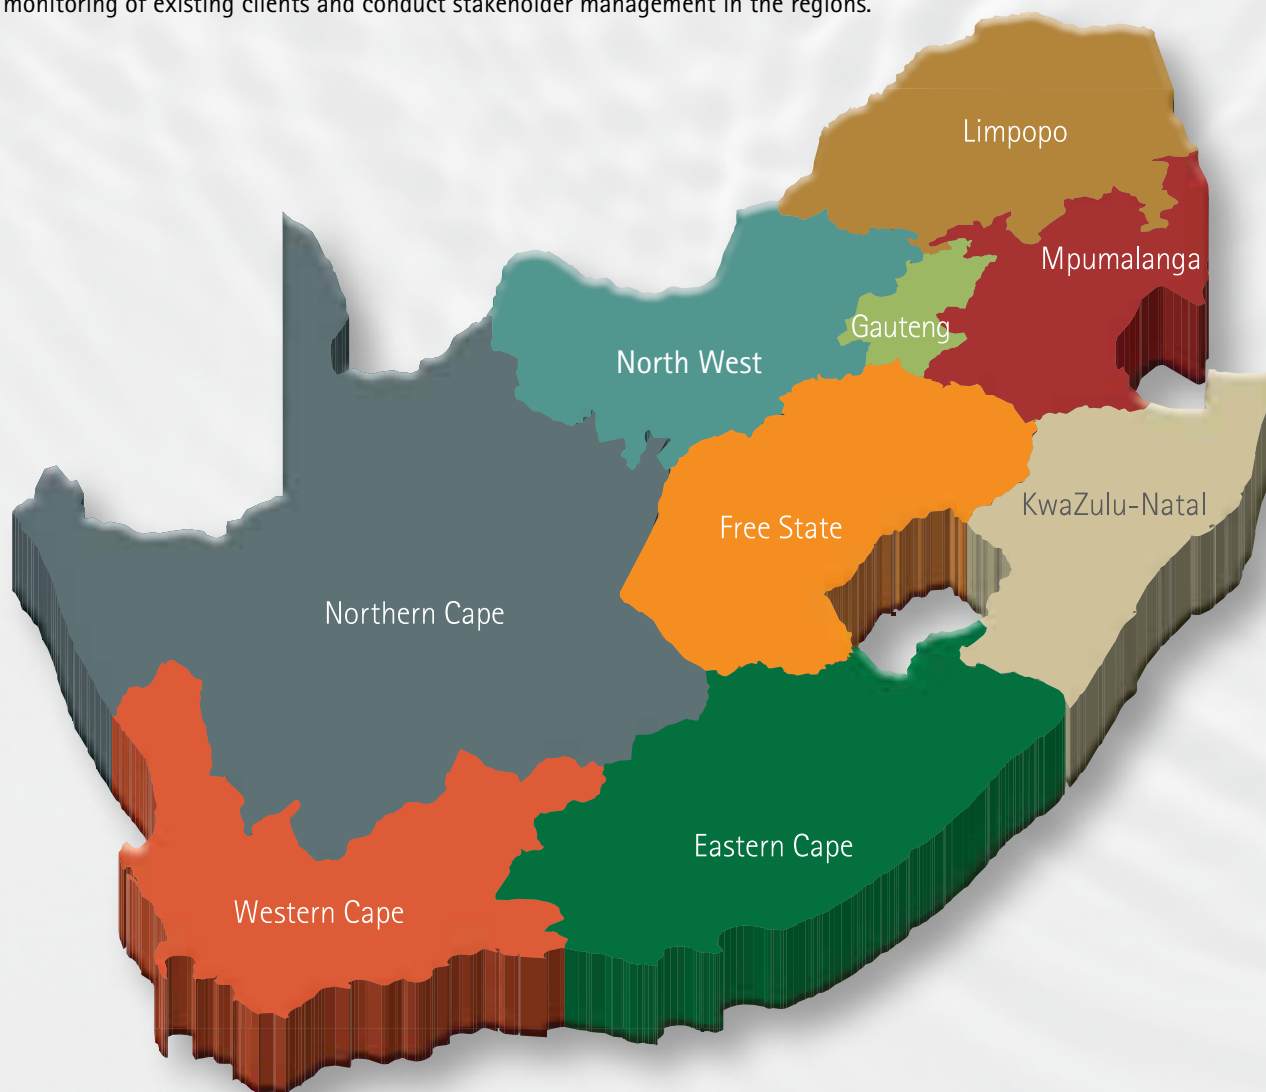 monitoring of existing clients and conduct stakeholder management in the regions.
Limpopo
Mpumalanga
Gauteng
North West
KwaZulu-Natal
Free State
Northern Cape
Eastern Cape
Western Cape